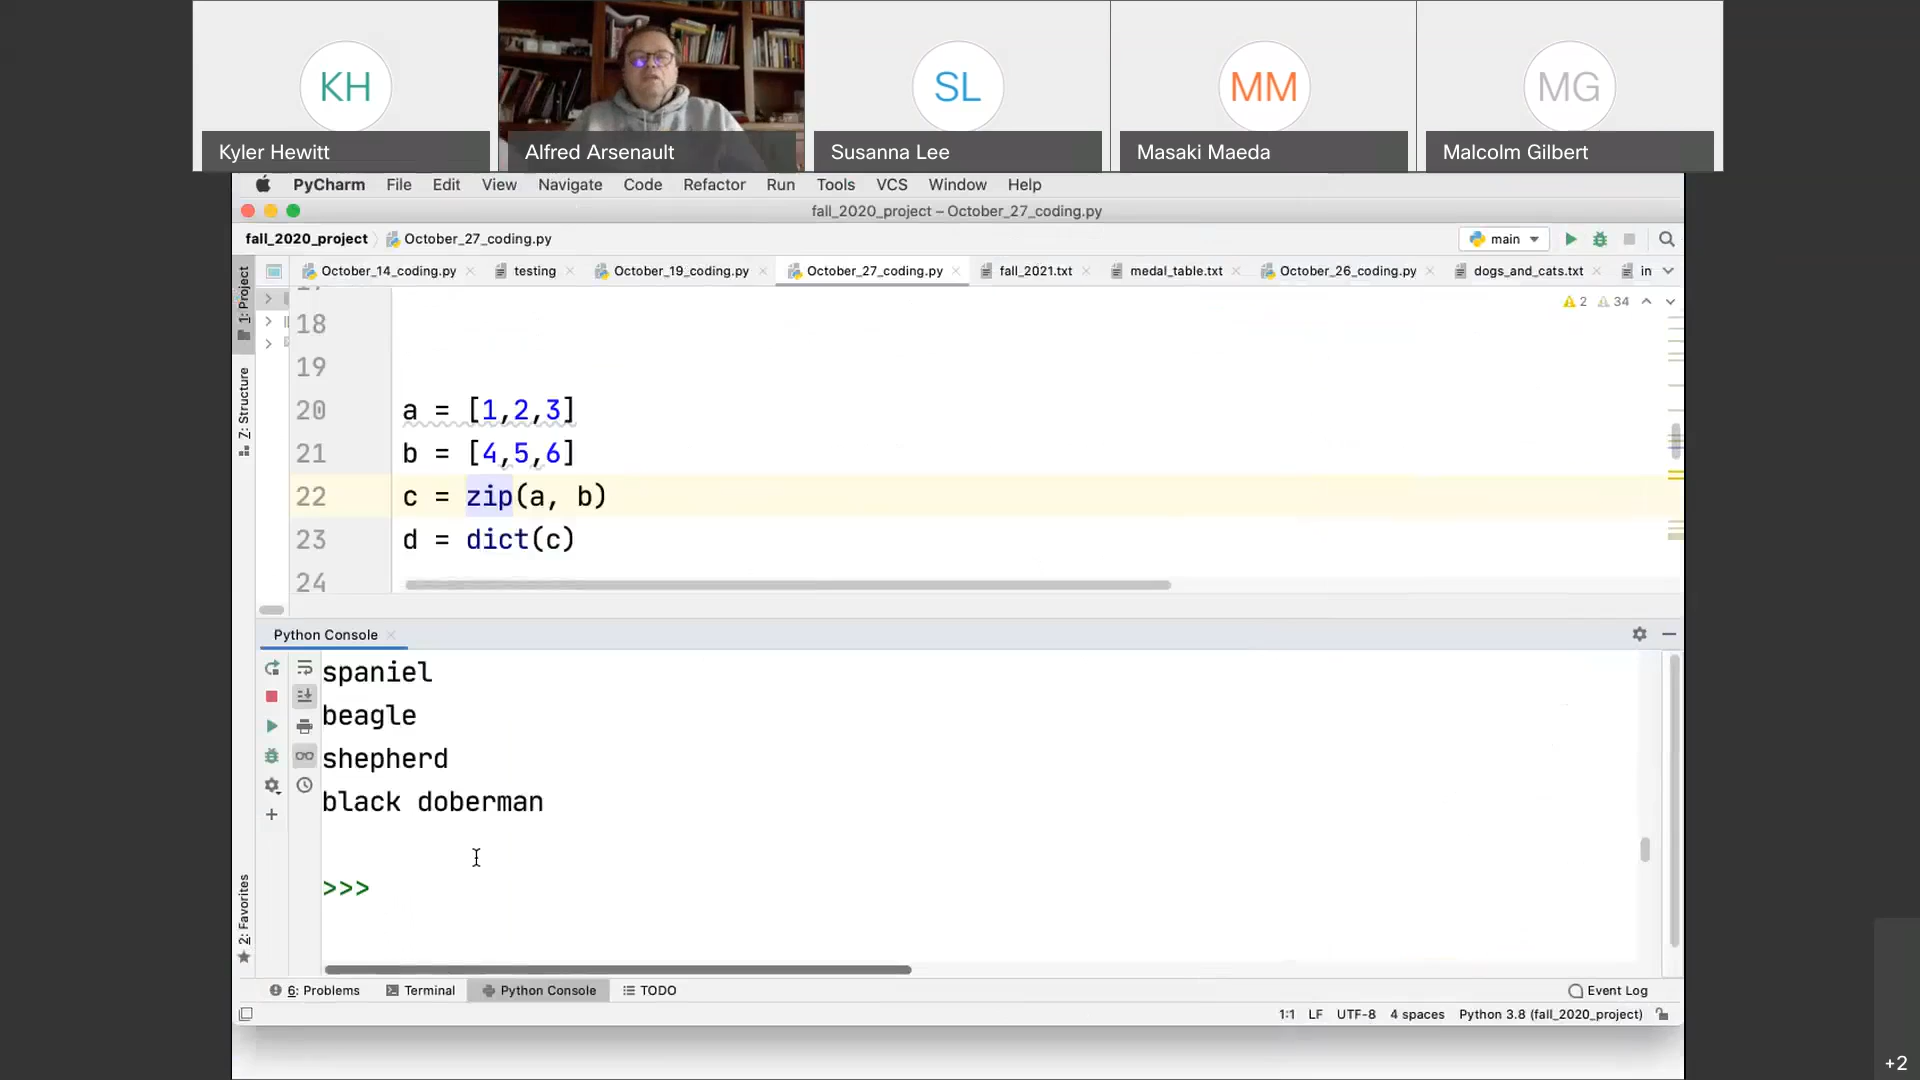 KH
SL
MM
MG
Kyler Hewitt
Alfred Arsenault
Susanna Lee
Masaki Maeda
Malcolm Gilbert
PyCharm File Edit View Navigate Code Refactor Run Tools VCS Window Help
fall_2020_project – October_27_coding.py
fall_2020_project October_27_coding.py main
October_14_coding.py testing October_19_coding.py October_27_coding.py fall_2021.txt medal_table.txt October_26_coding.py dogs_and_cats.txt in
1: Project
Z: Structure
2: Favorites
2 34
18
19
20 a = [1,2,3]
21 b = [4,5,6]
22 c = zip(a, b)
23 d = dict(c)
24
Python Console
spaniel
beagle
shepherd
black doberman
>>>
6: Problems Terminal Python Console TODO Event Log
1:1 LF UTF-8 4 spaces Python 3.8 (fall_2020_project)
+2